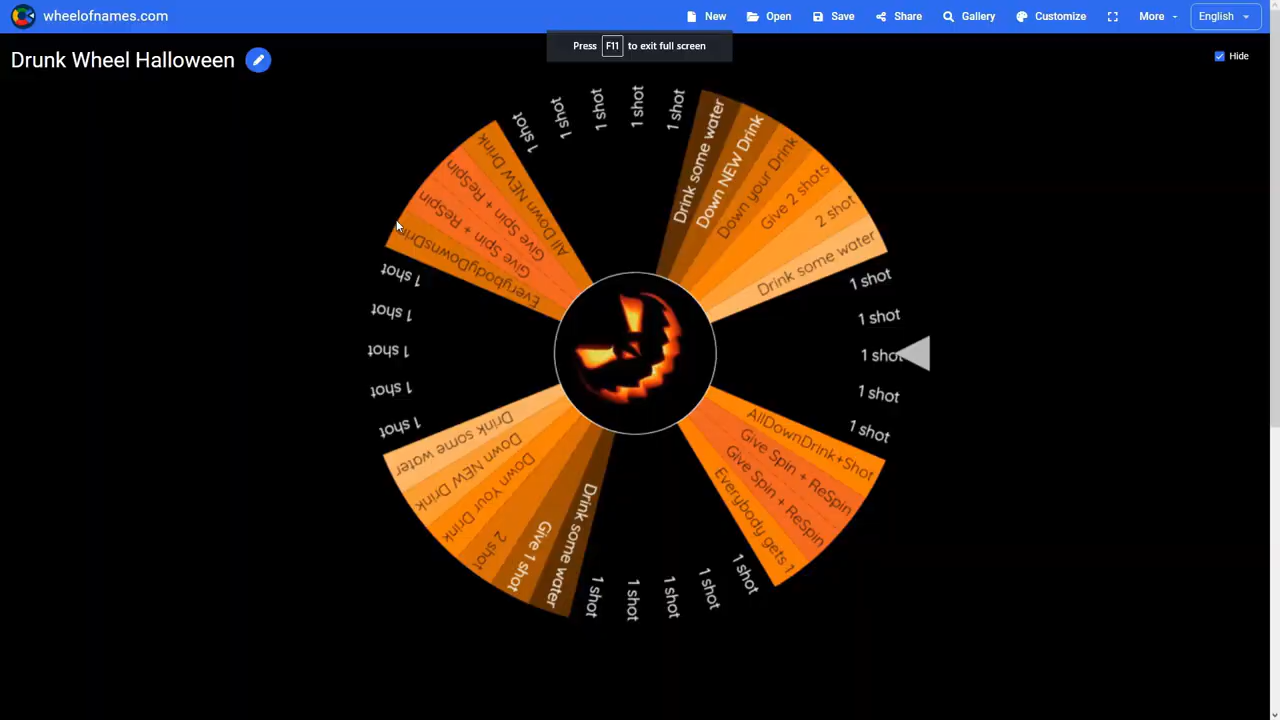 wheelofnames.com
New
Open
Save
Share
Gallery
Customize
More
English
Press F11 to exit full screen
Drunk Wheel Halloween
Hide
1 shot
1 shot
1 shot
1 shot
1 shot
Drink some water
Down NEW Drink
Down your Drink
Give 2 shots
2 shot
Drink some water
1 shot
1 shot
1 shot
1 shot
1 shot
AllDownDrink+Shot
Give Spin + ReSpin
Give Spin + ReSpin
Everybody gets 1
1 shot
1 shot
1 shot
1 shot
1 shot
Drink some water
Give 1 shot
2 shot
Down Your Drink
Down NEW Drink
Drink some water
1 shot
1 shot
1 shot
1 shot
1 shot
EverybodyDownsDrink
Give Spin + ReSpin
Give Spin + ReSpin
All Down NEW Drink